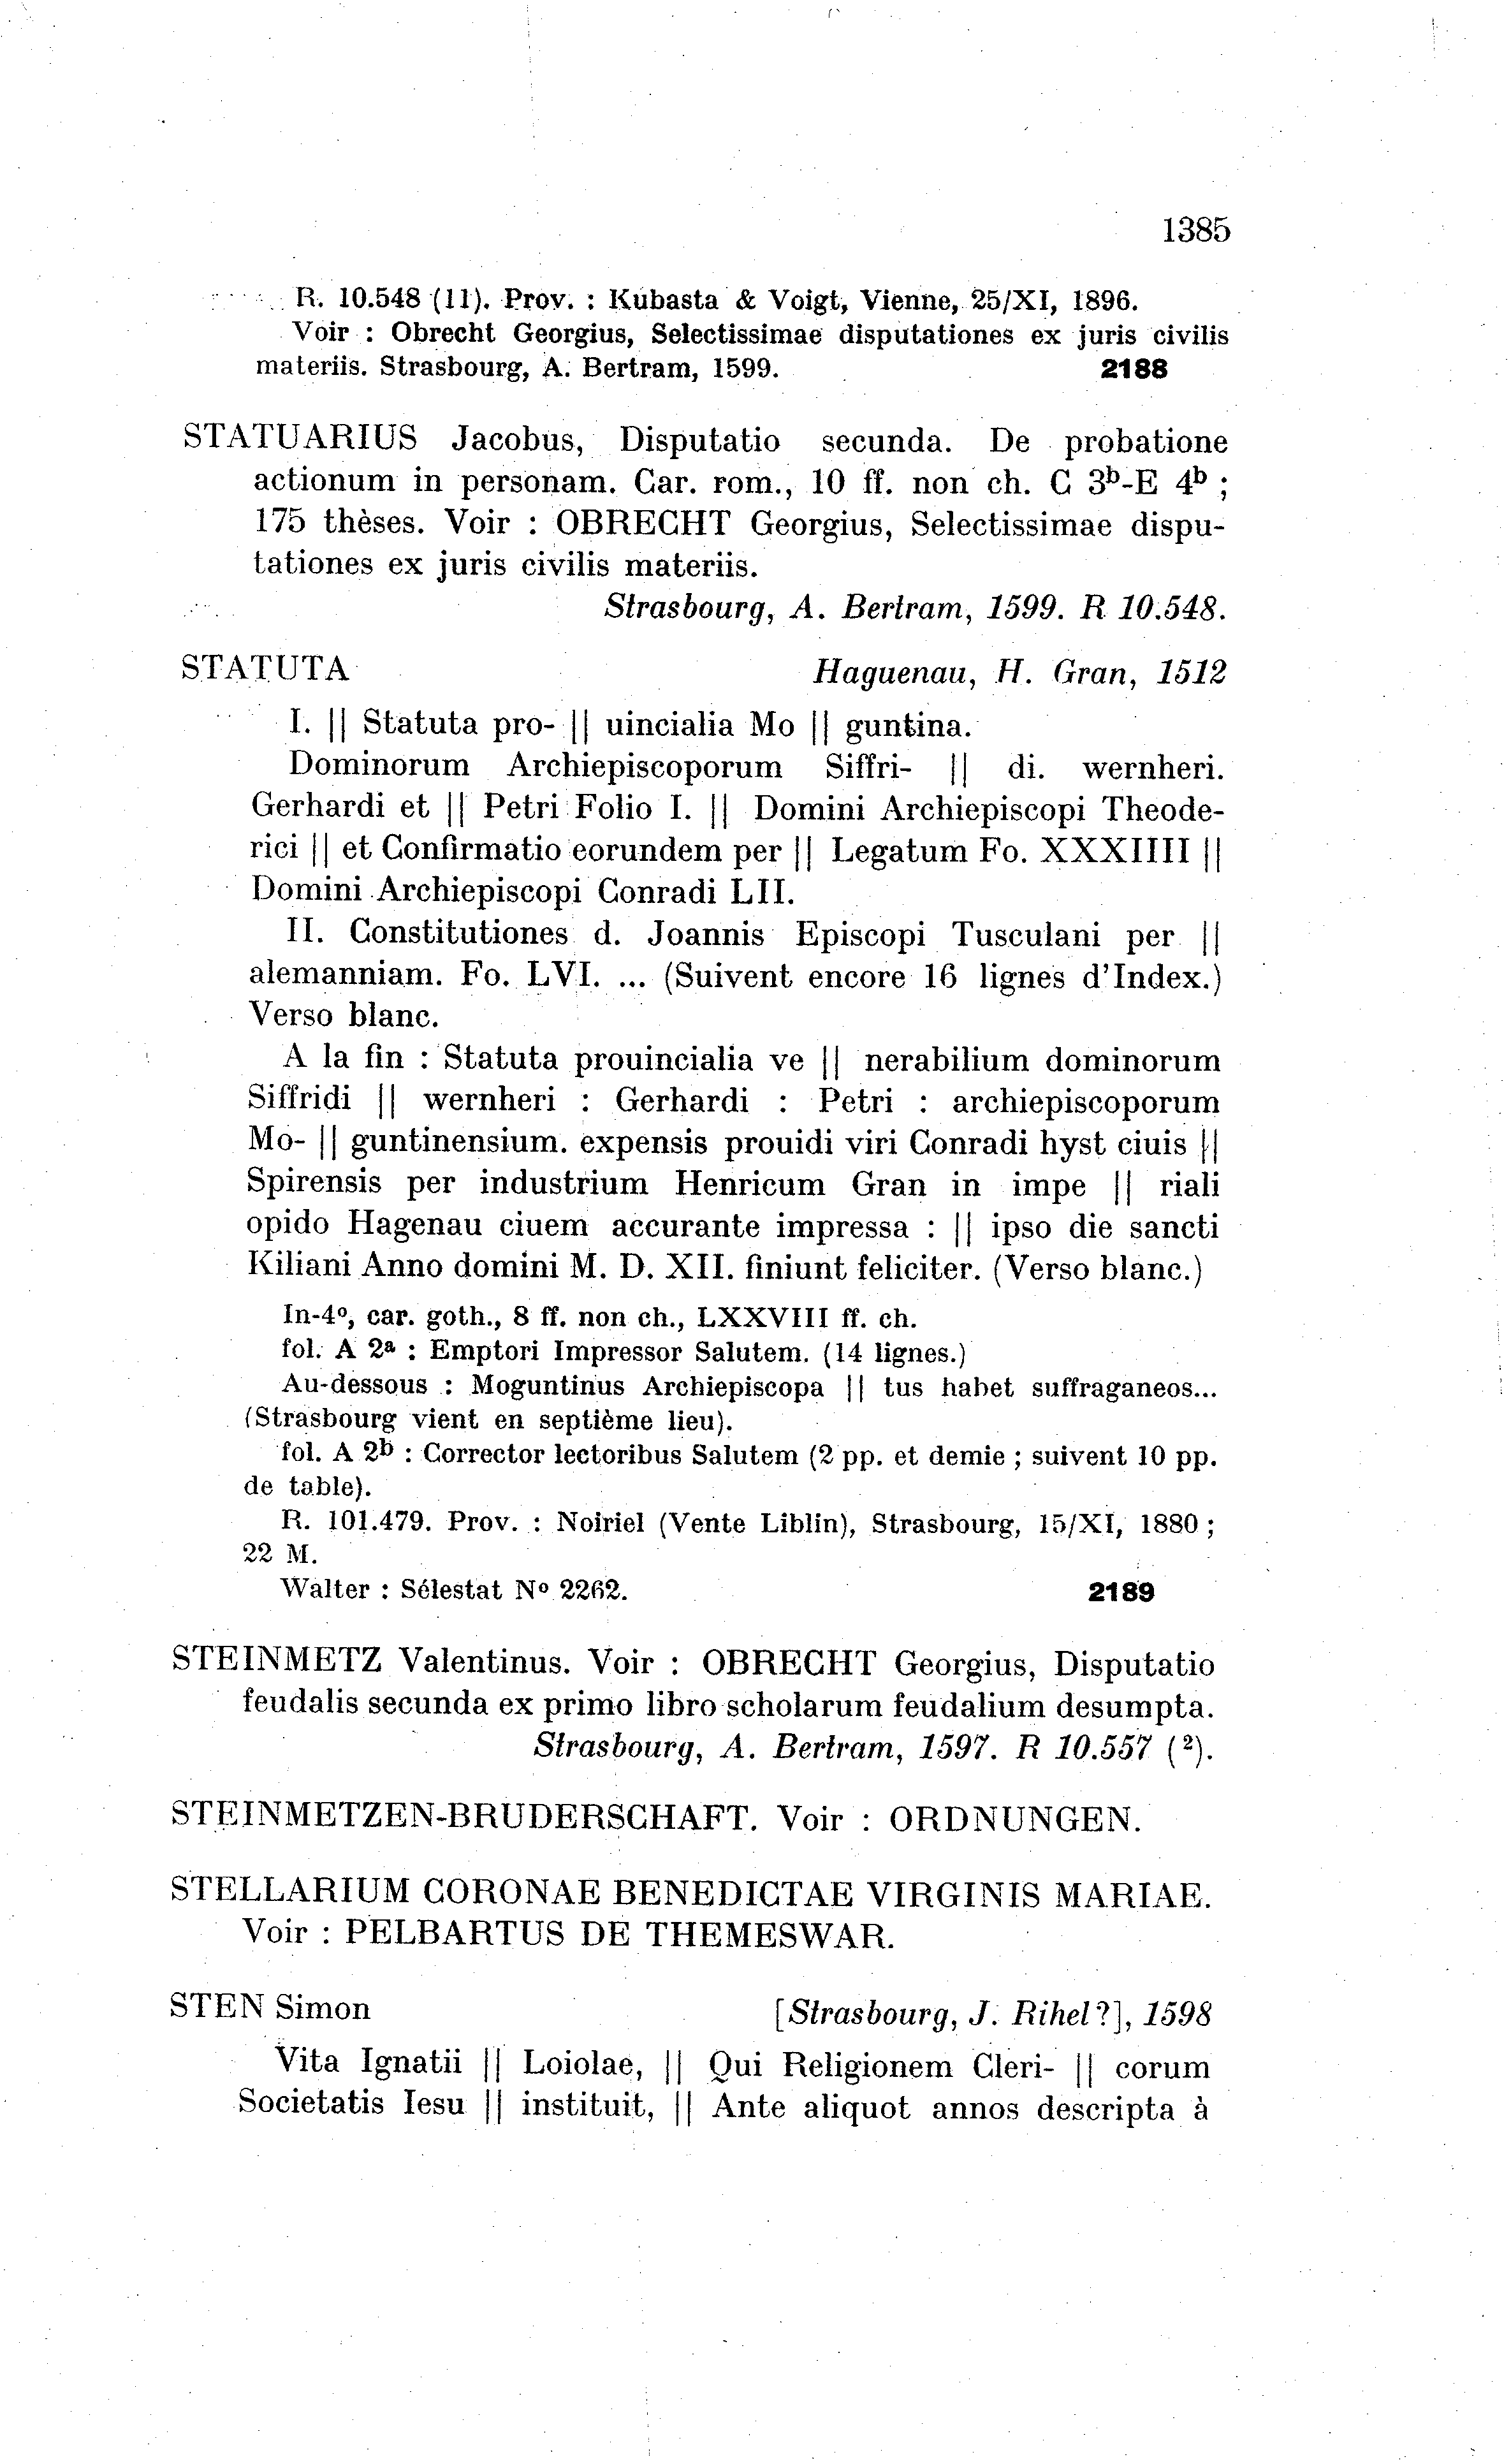 1385
R. 10.548 (11). Prov. : Kubasta & Voigt, Vienne, 25/XI, 1896.
Voir : Obrecht Georgius, Selectissimae disputationes ex juris civilis
materiis. Strasbourg, A. Bertram, 1599. 2188
STATUARIUS Jacobus, Disputatio secunda. De probatione
actionum in personam. Car. rom., 10 ff. non ch. C 3ᵇ-E 4ᵇ ;
175 thèses. Voir : OBRECHT Georgius, Selectissimae dispu-
tationes ex juris civilis materiis.
Strasbourg, A. Bertram, 1599. R 10.548.
STATUTA Haguenau, H. Gran, 1512
I. || Statuta pro- || uincialia Mo || guntina.
Dominorum Archiepiscoporum Siffri- || di. wernheri.
Gerhardi et || Petri Folio I. || Domini Archiepiscopi Theode-
rici || et Confirmatio eorundem per || Legatum Fo. XXXIIII ||
Domini Archiepiscopi Conradi LII.
II. Constitutiones d. Joannis Episcopi Tusculani per ||
alemanniam. Fo. LVI. ... (Suivent encore 16 lignes d'Index.)
Verso blanc.
A la fin : Statuta prouincialia ve || nerabilium dominorum
Siffridi || wernheri : Gerhardi : Petri : archiepiscoporum
Mo- || guntinensium. expensis prouidi viri Conradi hyst ciuis ||
Spirensis per industrium Henricum Gran in impe || riali
opido Hagenau ciuem accurante impressa : || ipso die sancti
Kiliani Anno domini M. D. XII. finiunt feliciter. (Verso blanc.)
In-4º, car. goth., 8 ff. non ch., LXXVIII ff. ch.
fol. A 2ª : Emptori Impressor Salutem. (14 lignes.)
Au-dessous : Moguntinus Archiepiscopa || tus habet suffraganeos...
(Strasbourg vient en septième lieu).
fol. A 2ᵇ : Corrector lectoribus Salutem (2 pp. et demie ; suivent 10 pp.
de table).
R. 101.479. Prov. : Noiriel (Vente Liblin), Strasbourg, 15/XI, 1880 ;
22 M.
Walter : Sélestat Nº 2262. 2189
STEINMETZ Valentinus. Voir : OBRECHT Georgius, Disputatio
feudalis secunda ex primo libro scholarum feudalium desumpta.
Strasbourg, A. Bertram, 1597. R 10.557 (²).
STEINMETZEN-BRUDERSCHAFT. Voir : ORDNUNGEN.
STELLARIUM CORONAE BENEDICTAE VIRGINIS MARIAE.
Voir : PELBARTUS DE THEMESWAR.
STEN Simon [Strasbourg, J. Rihel?], 1598
Vita Ignatii || Loiolae, || Qui Religionem Cleri- || corum
Societatis Iesu || instituit, || Ante aliquot annos descripta à